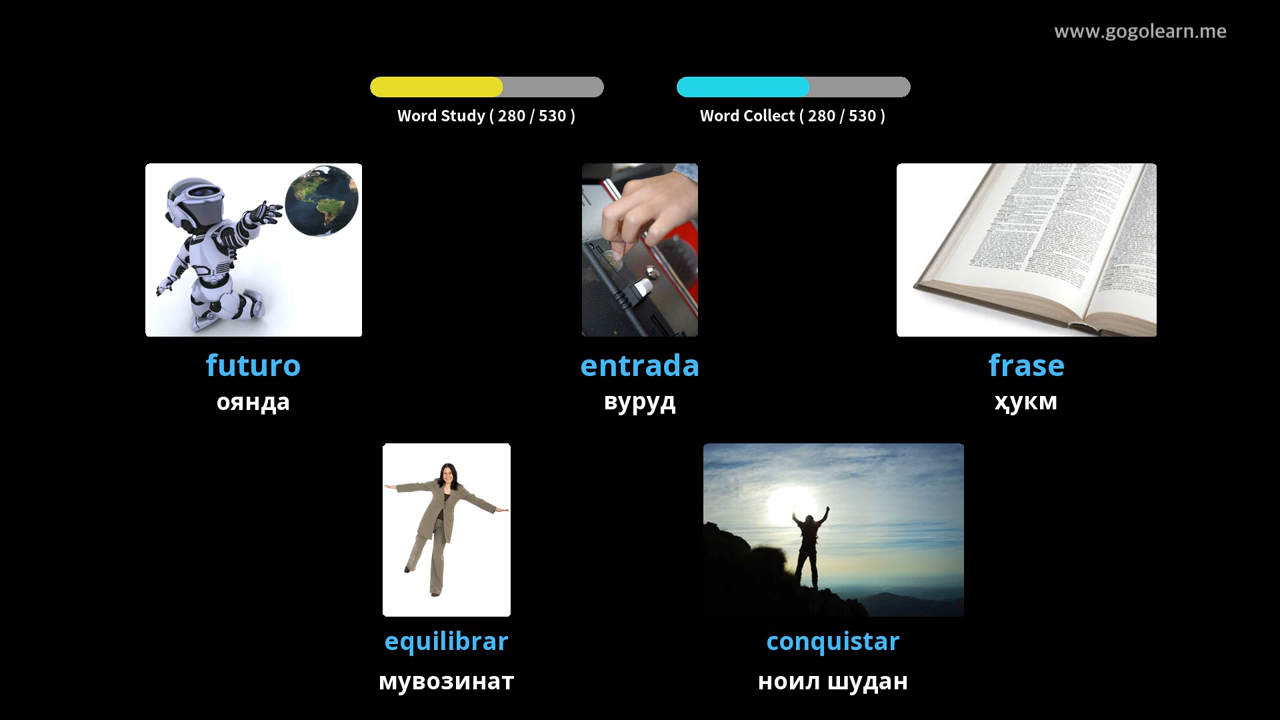 www.gogolearn.me
Word Study ( 280 / 530 )
Word Collect ( 280 / 530 )
futuro
entrada
frase
оянда
вуруд
ҳукм
equilibrar
conquistar
мувозинат
ноил шудан